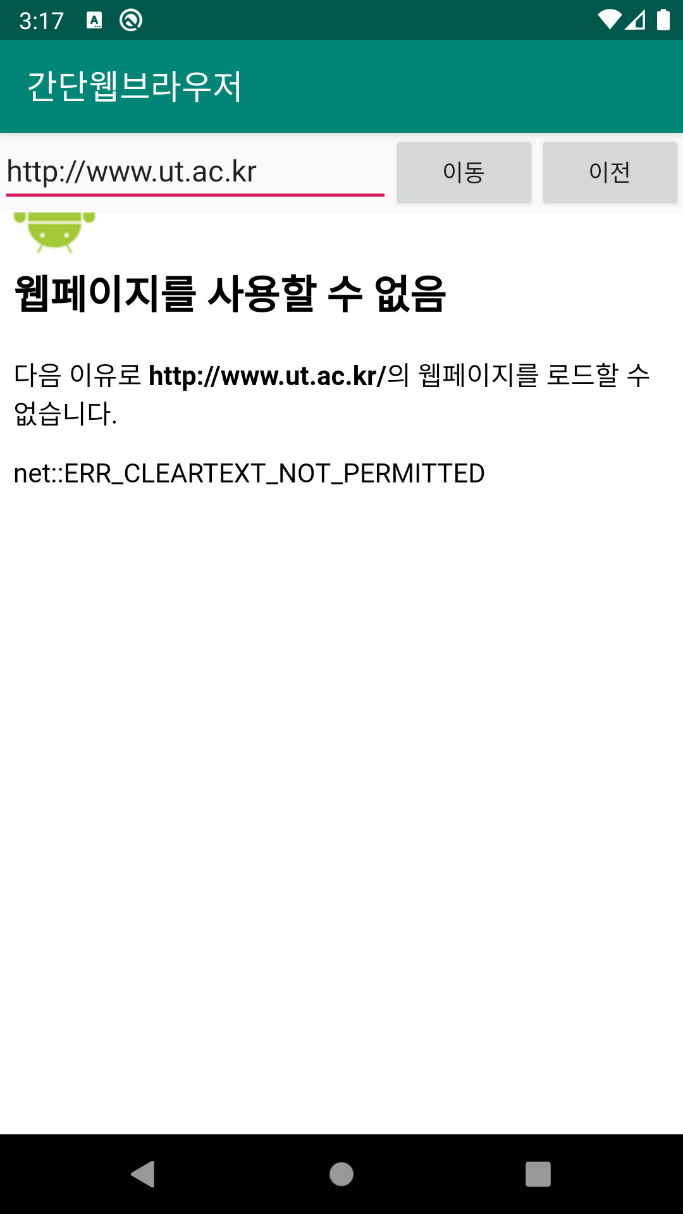 3:17
간단웹브라우저
http://www.ut.ac.kr
이동
이전
웹페이지를 사용할 수 없음
다음 이유로 http://www.ut.ac.kr/의 웹페이지를 로드할 수
없습니다.
net::ERR_CLEARTEXT_NOT_PERMITTED